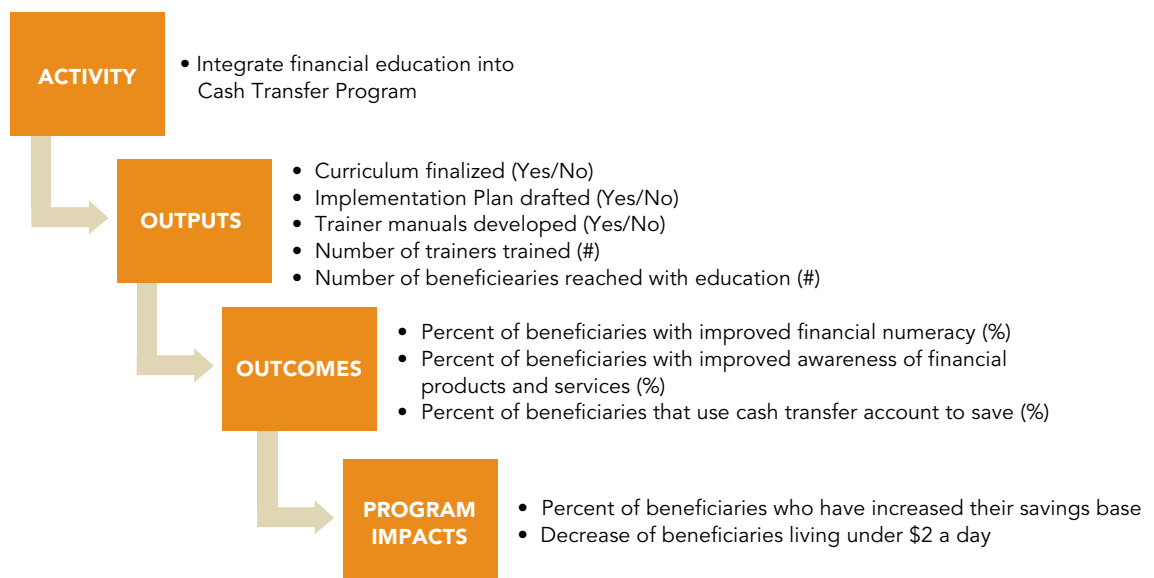 ACTIVITY
• Integrate financial education into
Cash Transfer Program
OUTPUTS
• Curriculum finalized (Yes/No)
• Implementation Plan drafted (Yes/No)
• Trainer manuals developed (Yes/No)
• Number of trainers trained (#)
• Number of beneficiearies reached with education (#)
OUTCOMES
• Percent of beneficiaries with improved financial numeracy (%)
• Percent of beneficiaries with improved awareness of financial
products and services (%)
• Percent of beneficiaries that use cash transfer account to save (%)
PROGRAM
IMPACTS
• Percent of beneficiaries who have increased their savings base
• Decrease of beneficiaries living under $2 a day